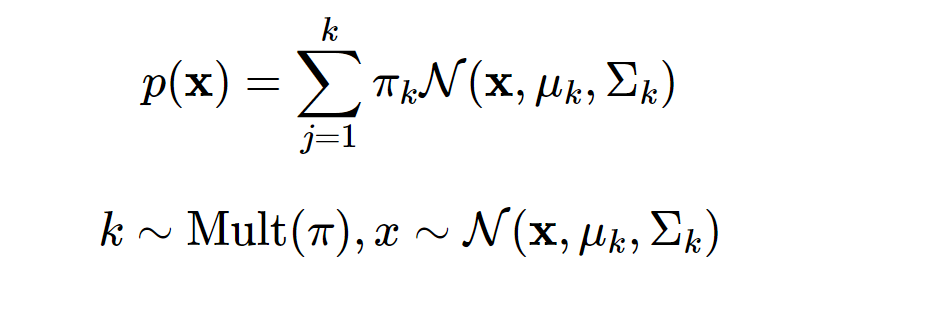 p(𝐱) = ∑_{j=1}^{k} π_k 𝒩(𝐱, μ_k, Σ_k)
k ∼ Mult(π), x ∼ 𝒩(𝐱, μ_k, Σ_k)